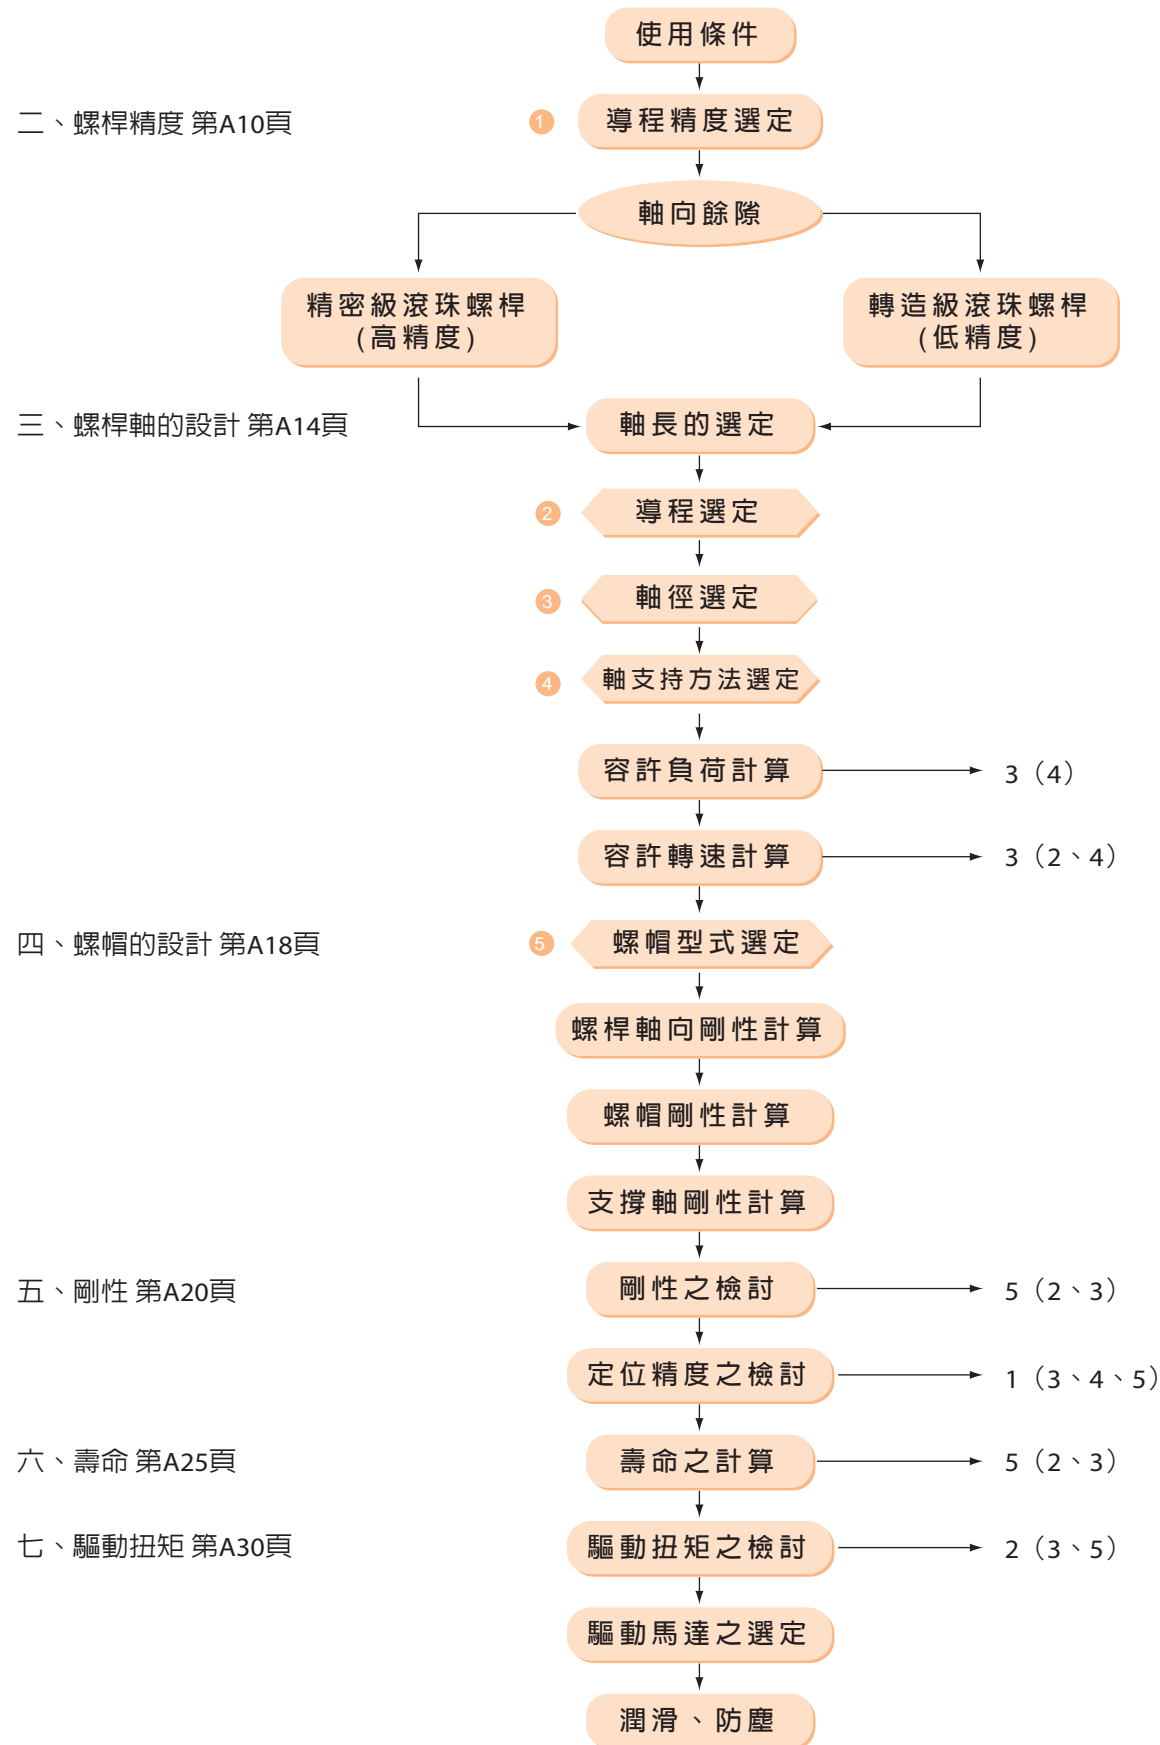 使用條件
二、螺桿精度 第A10頁
1
導程精度選定
軸向餘隙
精密級滾珠螺桿
(高精度)
轉造級滾珠螺桿
(低精度)
三、螺桿軸的設計 第A14頁
軸長的選定
2
導程選定
3
軸徑選定
4
軸支持方法選定
容許負荷計算
3（4）
容許轉速計算
3（2、4）
四、螺帽的設計 第A18頁
5
螺帽型式選定
螺桿軸向剛性計算
螺帽剛性計算
支撐軸剛性計算
五、剛性 第A20頁
剛性之檢討
5（2、3）
定位精度之檢討
1（3、4、5）
六、壽命 第A25頁
壽命之計算
5（2、3）
七、驅動扭矩 第A30頁
驅動扭矩之檢討
2（3、5）
驅動馬達之選定
潤滑、防塵